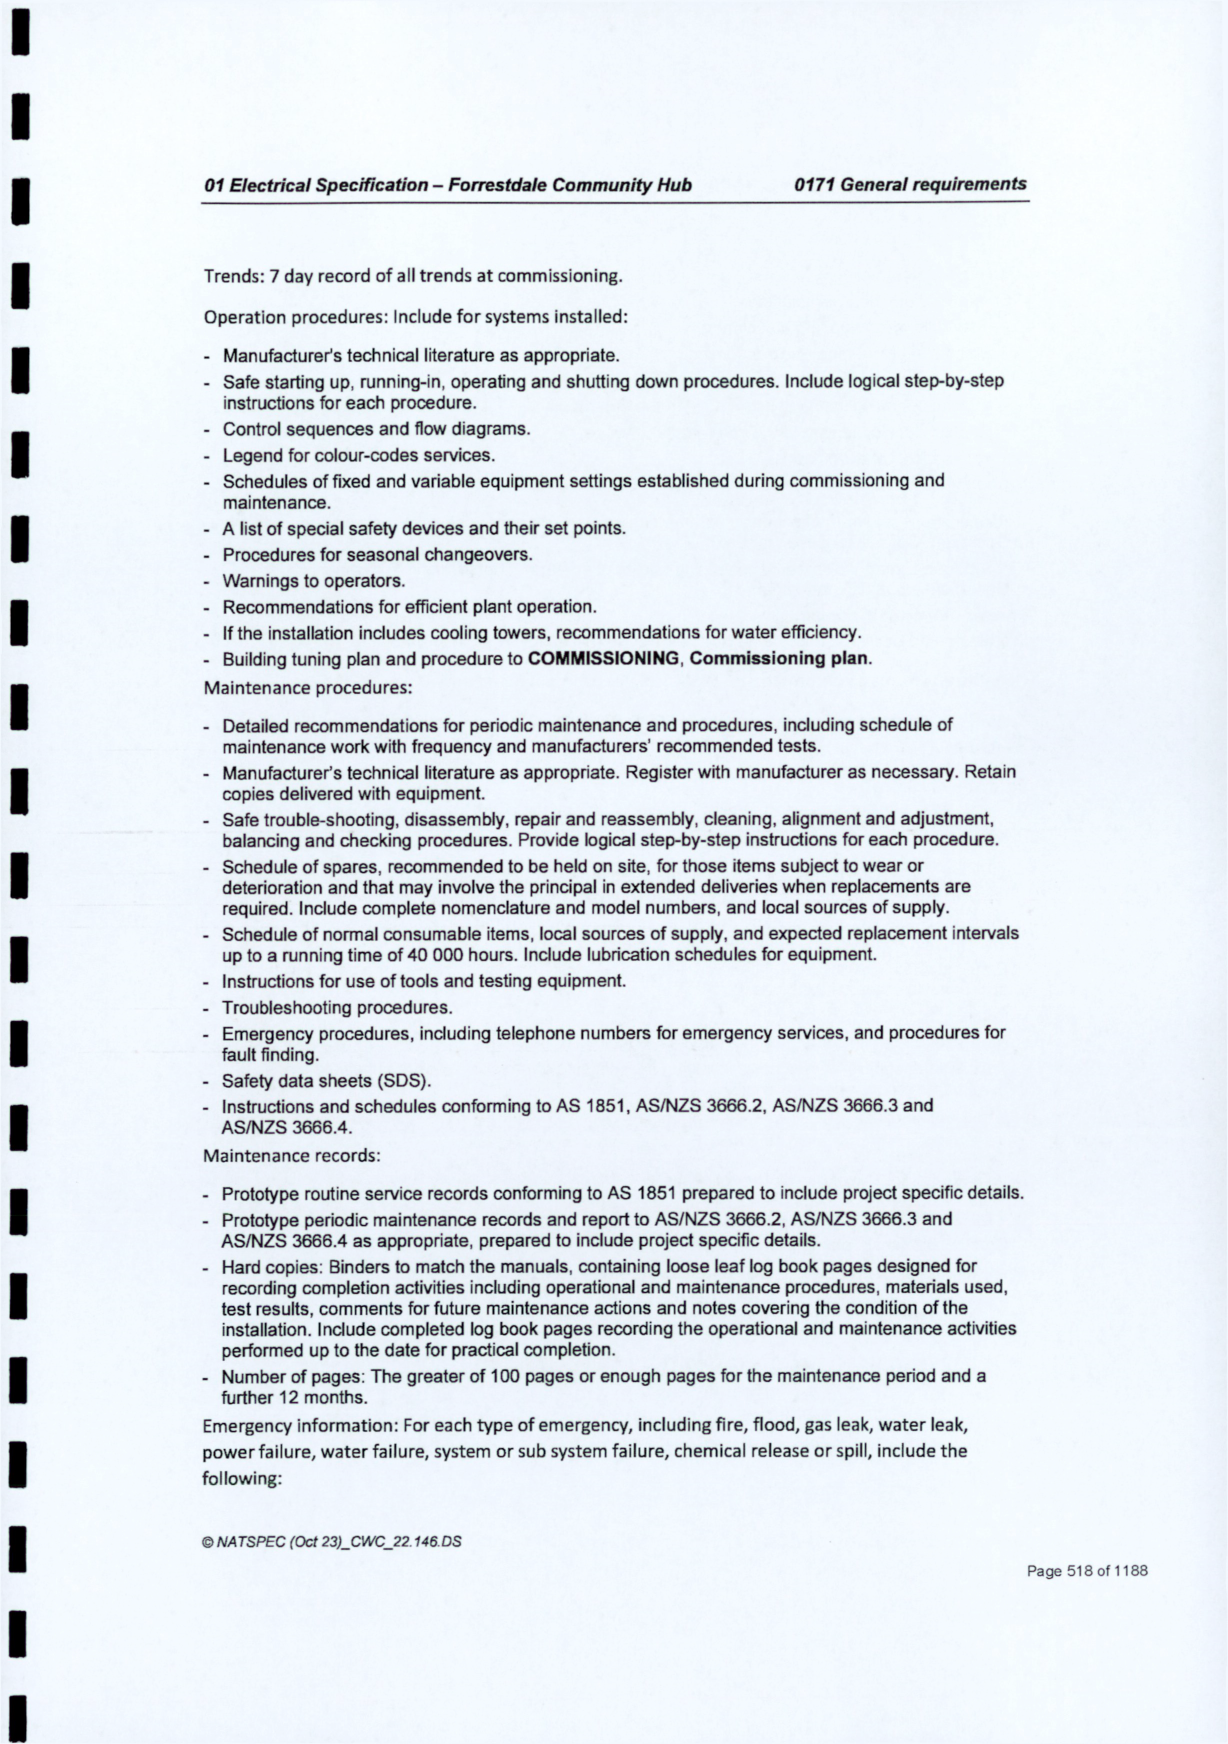 01 Electrical Specification – Forrestdale Community Hub 0171 General requirements
Trends: 7 day record of all trends at commissioning.
Operation procedures: Include for systems installed:
- Manufacturer's technical literature as appropriate.
- Safe starting up, running-in, operating and shutting down procedures. Include logical step-by-step
instructions for each procedure.
- Control sequences and flow diagrams.
- Legend for colour-codes services.
- Schedules of fixed and variable equipment settings established during commissioning and
maintenance.
- A list of special safety devices and their set points.
- Procedures for seasonal changeovers.
- Warnings to operators.
- Recommendations for efficient plant operation.
- If the installation includes cooling towers, recommendations for water efficiency.
- Building tuning plan and procedure to COMMISSIONING, Commissioning plan.
Maintenance procedures:
- Detailed recommendations for periodic maintenance and procedures, including schedule of
maintenance work with frequency and manufacturers' recommended tests.
- Manufacturer's technical literature as appropriate. Register with manufacturer as necessary. Retain
copies delivered with equipment.
- Safe trouble-shooting, disassembly, repair and reassembly, cleaning, alignment and adjustment,
balancing and checking procedures. Provide logical step-by-step instructions for each procedure.
- Schedule of spares, recommended to be held on site, for those items subject to wear or
deterioration and that may involve the principal in extended deliveries when replacements are
required. Include complete nomenclature and model numbers, and local sources of supply.
- Schedule of normal consumable items, local sources of supply, and expected replacement intervals
up to a running time of 40 000 hours. Include lubrication schedules for equipment.
- Instructions for use of tools and testing equipment.
- Troubleshooting procedures.
- Emergency procedures, including telephone numbers for emergency services, and procedures for
fault finding.
- Safety data sheets (SDS).
- Instructions and schedules conforming to AS 1851, AS/NZS 3666.2, AS/NZS 3666.3 and
AS/NZS 3666.4.
Maintenance records:
- Prototype routine service records conforming to AS 1851 prepared to include project specific details.
- Prototype periodic maintenance records and report to AS/NZS 3666.2, AS/NZS 3666.3 and
AS/NZS 3666.4 as appropriate, prepared to include project specific details.
- Hard copies: Binders to match the manuals, containing loose leaf log book pages designed for
recording completion activities including operational and maintenance procedures, materials used,
test results, comments for future maintenance actions and notes covering the condition of the
installation. Include completed log book pages recording the operational and maintenance activities
performed up to the date for practical completion.
- Number of pages: The greater of 100 pages or enough pages for the maintenance period and a
further 12 months.
Emergency information: For each type of emergency, including fire, flood, gas leak, water leak,
power failure, water failure, system or sub system failure, chemical release or spill, include the
following:
© NATSPEC (Oct 23)_CWC_22.146.DS
Page 518 of 1188